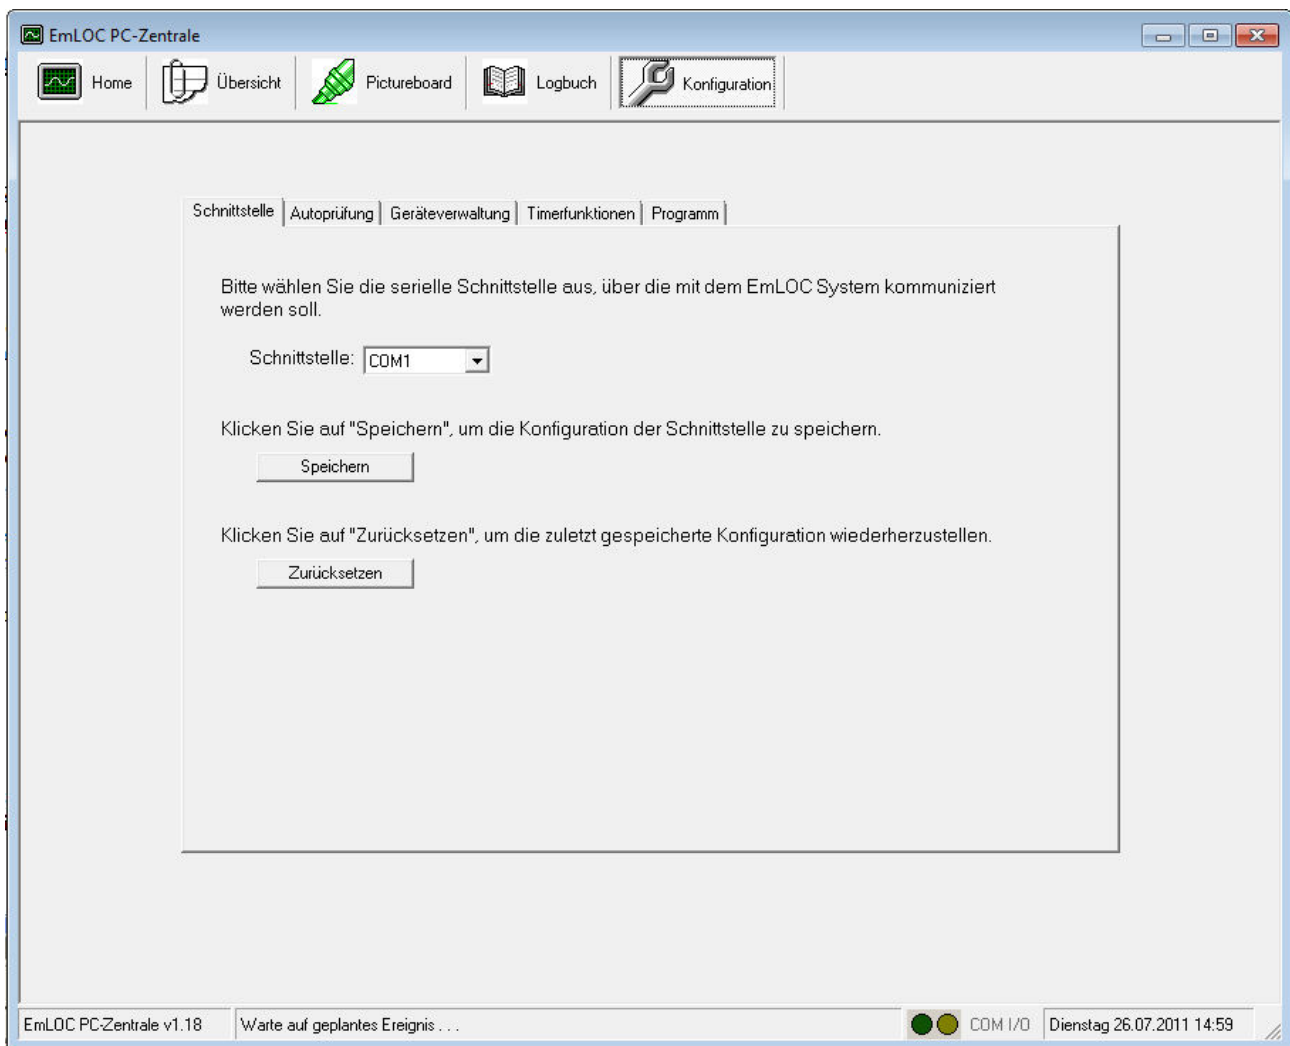 EmLOC PC-Zentrale
Home Übersicht Pictureboard Logbuch Konfiguration
Schnittstelle Autoprüfung Geräteverwaltung Timerfunktionen Programm
Bitte wählen Sie die serielle Schnittstelle aus, über die mit dem EmLOC System kommuniziert
werden soll.
Schnittstelle: COM1
Klicken Sie auf "Speichern", um die Konfiguration der Schnittstelle zu speichern.
Speichern
Klicken Sie auf "Zurücksetzen", um die zuletzt gespeicherte Konfiguration wiederherzustellen.
Zurücksetzen
EmLOC PC-Zentrale v1.18 Warte auf geplantes Ereignis . . . COM I/O Dienstag 26.07.2011 14:59